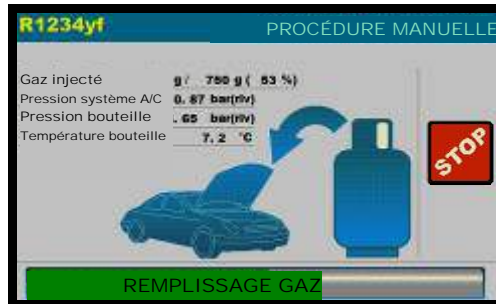 R1234yf
PROCÉDURE MANUELLE
Gaz injecté g / 750 g ( 53 %)
Pression système A/C 0.87 bar(rlv)
Pression bouteille .65 bar(rlv)
Température bouteille 7.2 °C
STOP
REMPLISSAGE GAZ